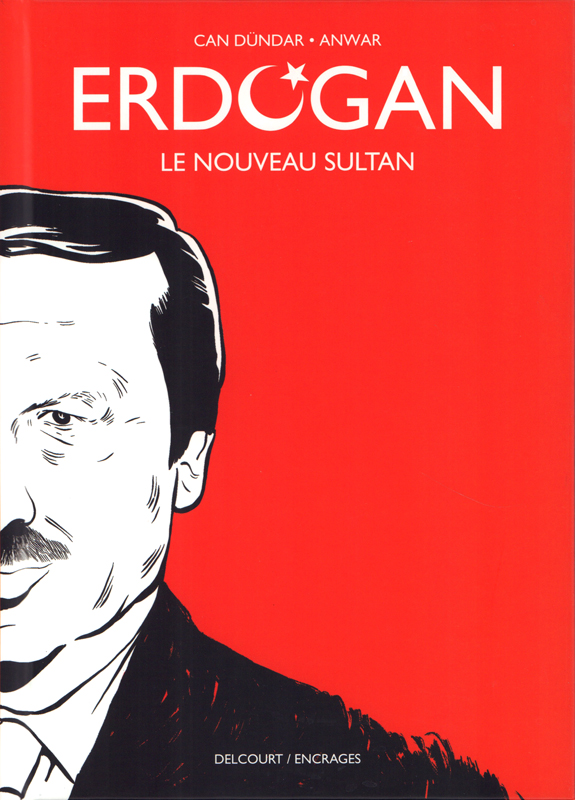 CAN DÜNDAR • ANWAR
ERDOGAN
LE NOUVEAU SULTAN
DELCOURT / ENCRAGES